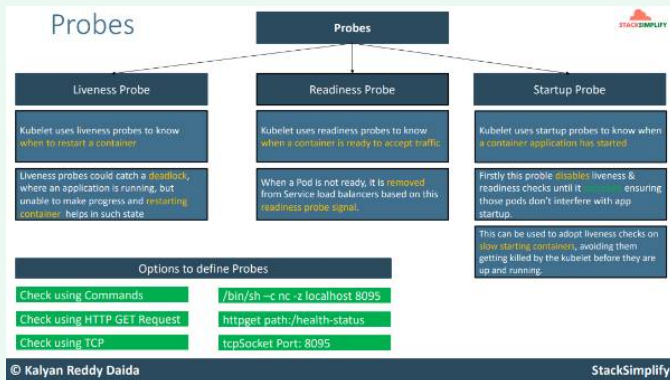 Probes
Probes
STACKSIMPLIFY
Liveness Probe
Kubelet uses liveness probes to know
when to restart a container
Liveness probes could catch a deadlock,
where an application is running, but
unable to make progress and restarting
container helps in such state
Readiness Probe
Kubelet uses readiness probes to know
when a container is ready to accept traffic
When a Pod is not ready, it is removed
from Service load balancers based on this
readiness probe signal.
Startup Probe
Kubelet uses startup probes to know when
a container application has started
Firstly this proble disables liveness &
readiness checks until it ensuring
those pods don't interfere with app
startup.
This can be used to adopt liveness checks on
slow starting containers, avoiding them
getting killed by the kubelet before they are
up and running.
Options to define Probes
Check using Commands
/bin/sh –c nc -z localhost 8095
Check using HTTP GET Request
httpget path:/health-status
Check using TCP
tcpSocket Port: 8095
© Kalyan Reddy Daida
StackSimplify